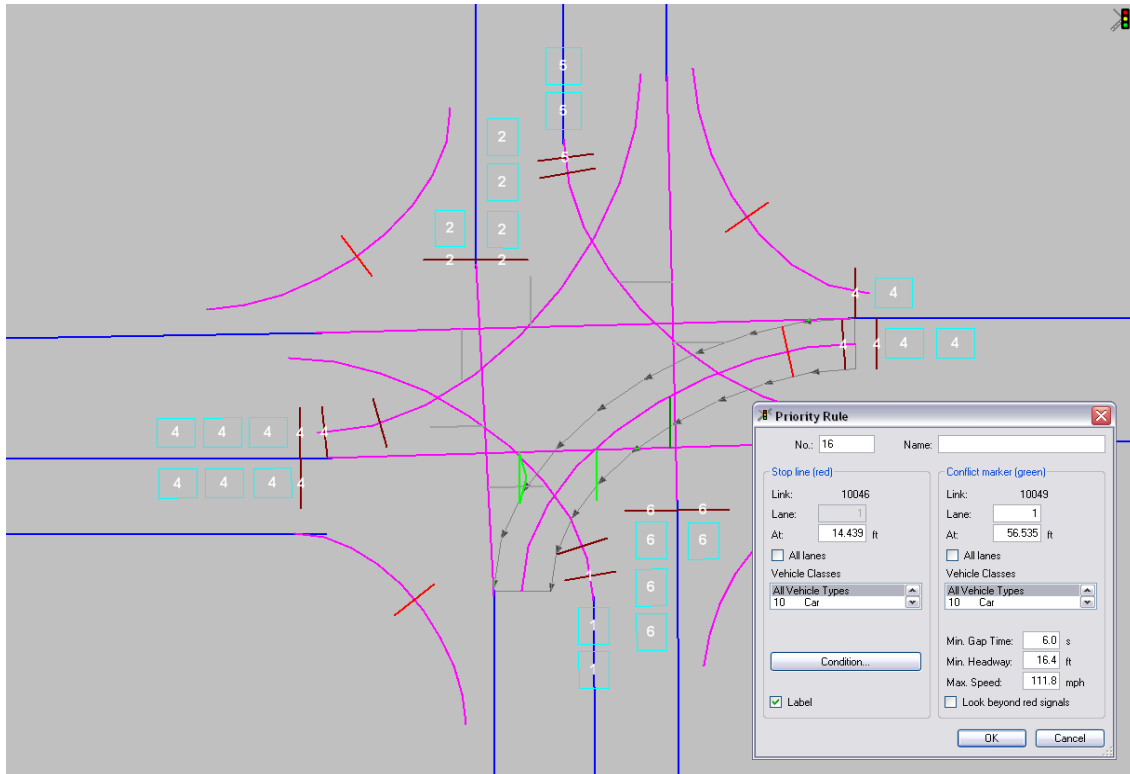 5
5
2
5
2
2 2
2 2
4 4
4 4 4 4
4 4 4 4 4
4 4 4 4
6 6
6 6
1
6
1
6
1
Priority Rule
No.: 16 Name:
Stop line (red)
Link: 10046
Lane: 1
At: 14.439 ft
All lanes
Vehicle Classes
All Vehicle Types
10 Car
Condition...
Label
Conflict marker (green)
Link: 10049
Lane: 1
At: 56.535 ft
All lanes
Vehicle Classes
All Vehicle Types
10 Car
Min. Gap Time: 6.0 s
Min. Headway: 16.4 ft
Max. Speed: 111.8 mph
Look beyond red signals
OK Cancel